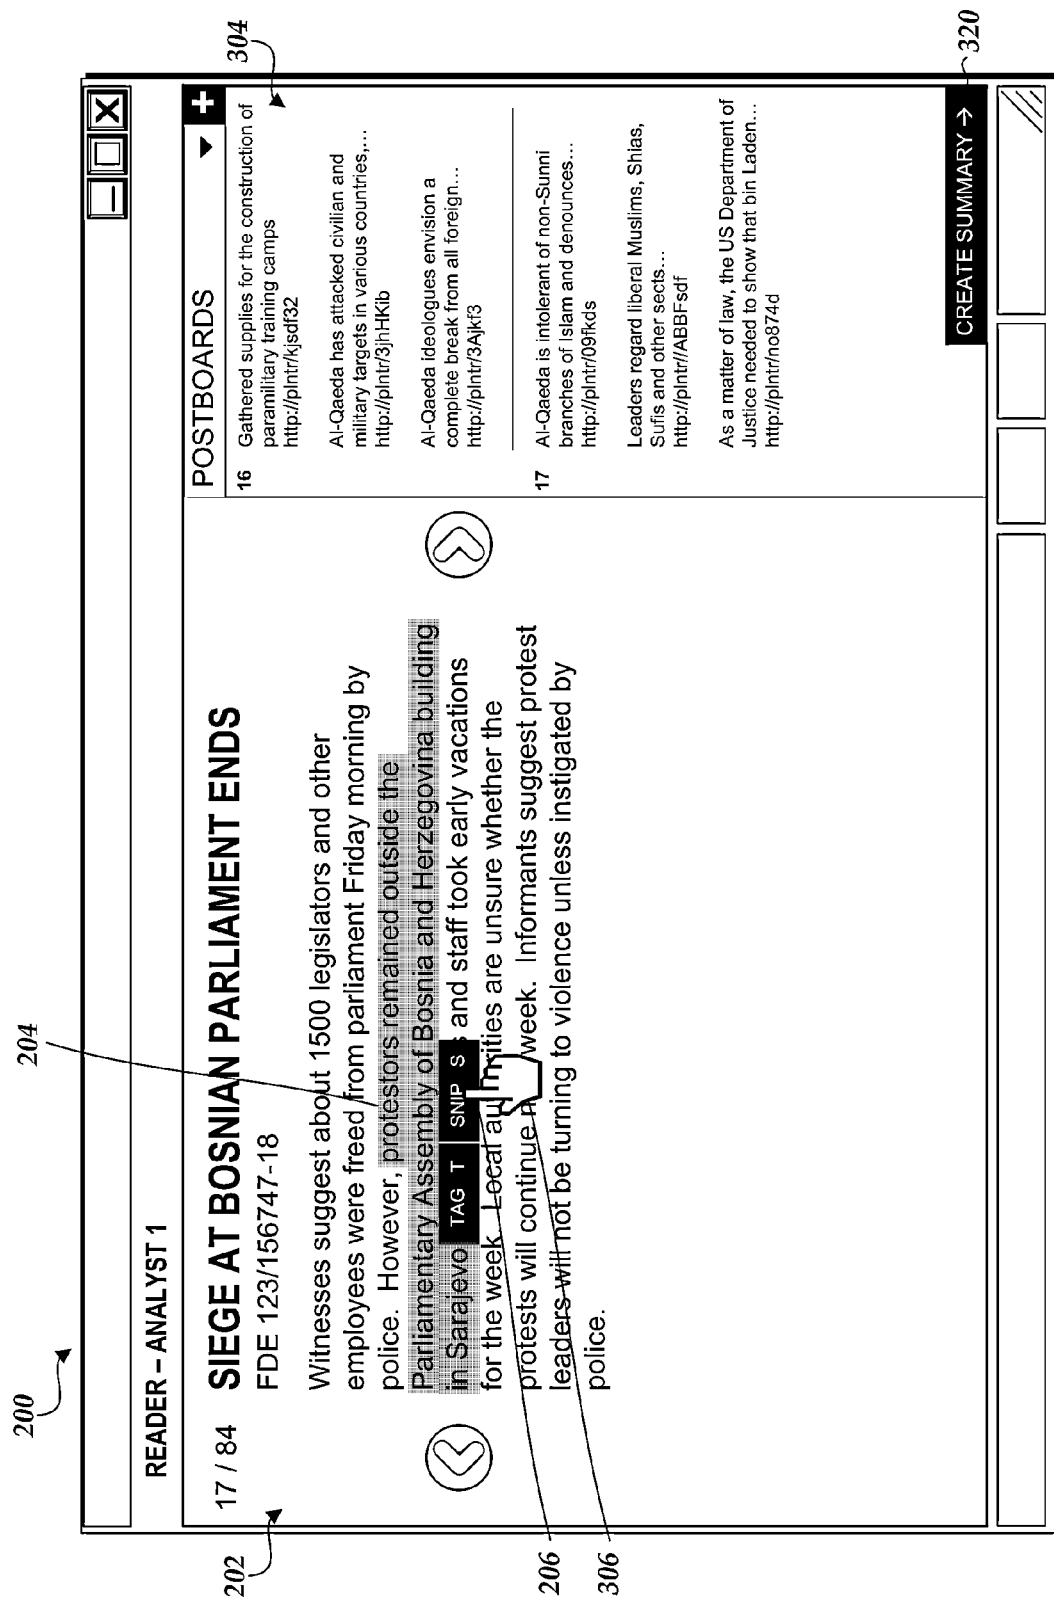 200
READER – ANALYST 1
202
17 / 84
SIEGE AT BOSNIAN PARLIAMENT ENDS
FDE 123/156747-18
204
Witnesses suggest about 1500 legislators and other
employees were freed from parliament Friday morning by
police.  However, protestors remained outside the
Parliamentary Assembly of Bosnia and Herzegovina building
in Sarajevo
TAG T
SNIP S
s and staff took early vacations
for the week.  Local authorities are unsure whether the
protests will continue n week.  Informants suggest protest
leaders will not be turning to violence unless instigated by
police.
206
306
POSTBOARDS
+
304
16
Gathered supplies for the construction of
paramilitary training camps
http://plntr/kjsdf32
Al-Qaeda has attacked civilian and
military targets in various countries,...
http://plntr/3jhHKib
Al-Qaeda ideologues envision a
complete break from all foreign...
http://plntr/3Ajkf3
17
Al-Qaeda is intolerant of non-Sunni
branches of Islam and denounces...
http://plntr/09fkds
Leaders regard liberal Muslims, Shias,
Sufis and other sects...
http://plntr//ABBFsdf
As a matter of law, the US Department of
Justice needed to show that bin Laden...
http://plntr/no874d
CREATE SUMMARY →
320